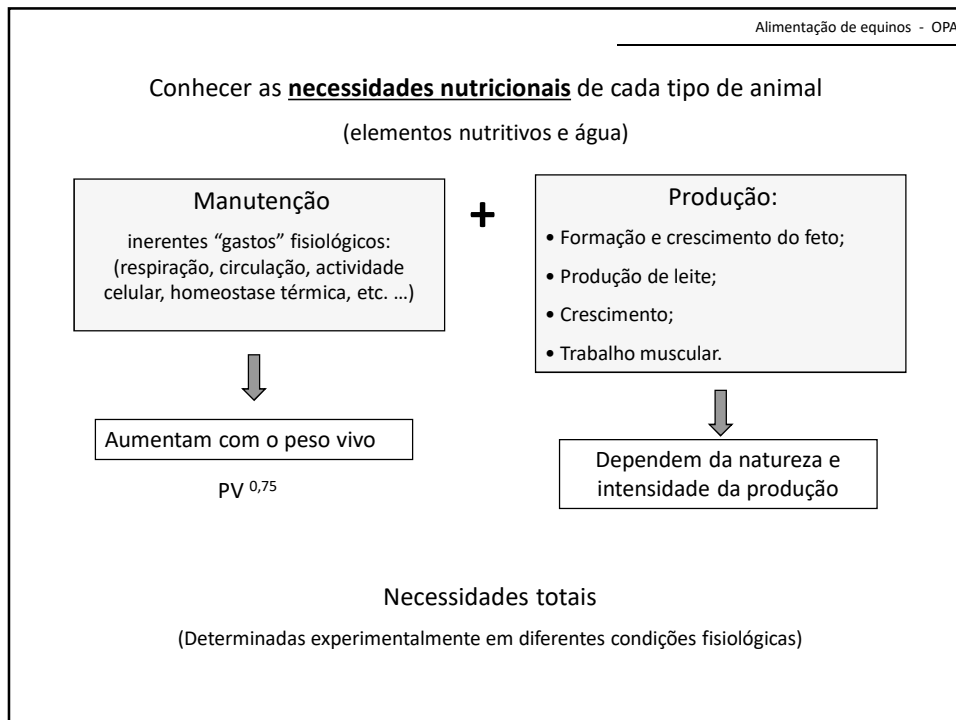 Alimentação de equinos - OPA
Conhecer as necessidades nutricionais de cada tipo de animal
(elementos nutritivos e água)
Manutenção
inerentes “gastos” fisiológicos:
(respiração, circulação, actividade
celular, homeostase térmica, etc. ...)
+
Produção:
• Formação e crescimento do feto;
• Produção de leite;
• Crescimento;
• Trabalho muscular.
Aumentam com o peso vivo
PV 0,75
Dependem da natureza e
intensidade da produção
Necessidades totais
(Determinadas experimentalmente em diferentes condições fisiológicas)